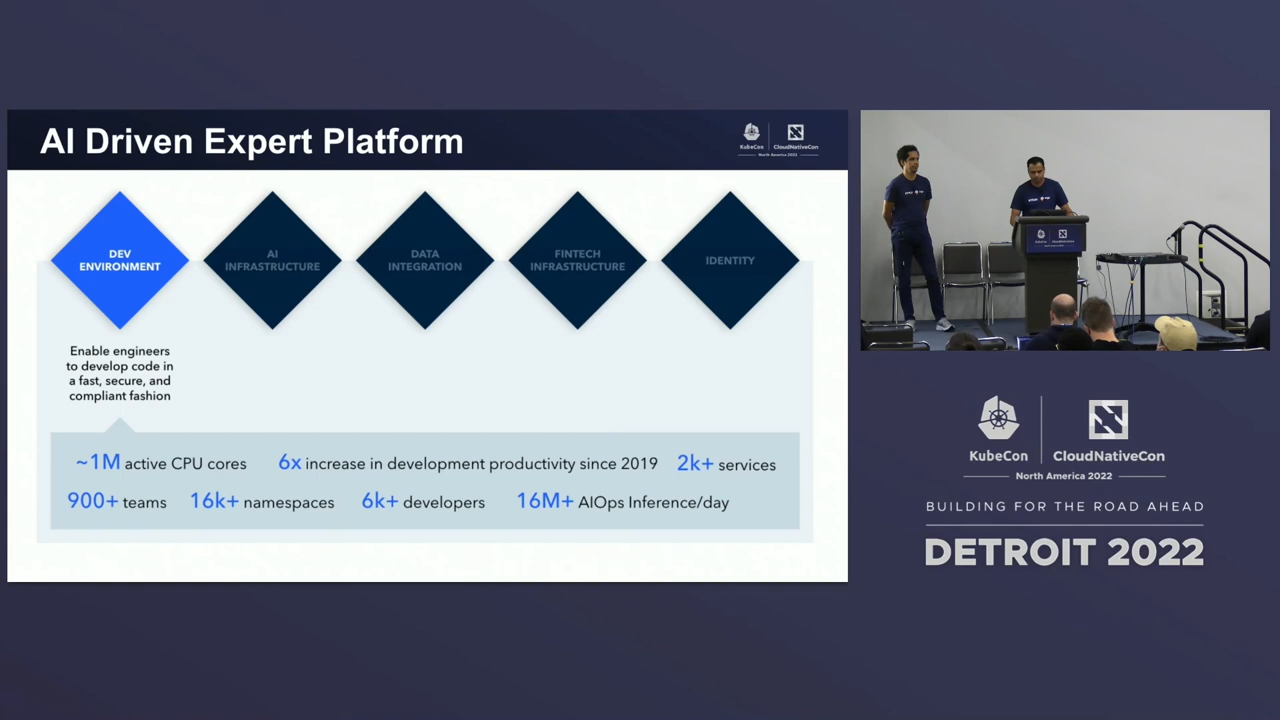 AI Driven Expert Platform
KubeCon
CloudNativeCon
North America 2022
DEV
ENVIRONMENT
AI
INFRASTRUCTURE
DATA
INTEGRATION
FINTECH
INFRASTRUCTURE
IDENTITY
Enable engineers
to develop code in
a fast, secure, and
compliant fashion
~1M active CPU cores
6x increase in development productivity since 2019
2k+ services
900+ teams
16k+ namespaces
6k+ developers
16M+ AIOps Inference/day
KubeCon
CloudNativeCon
North America 2022
BUILDING FOR THE ROAD AHEAD
DETROIT 2022